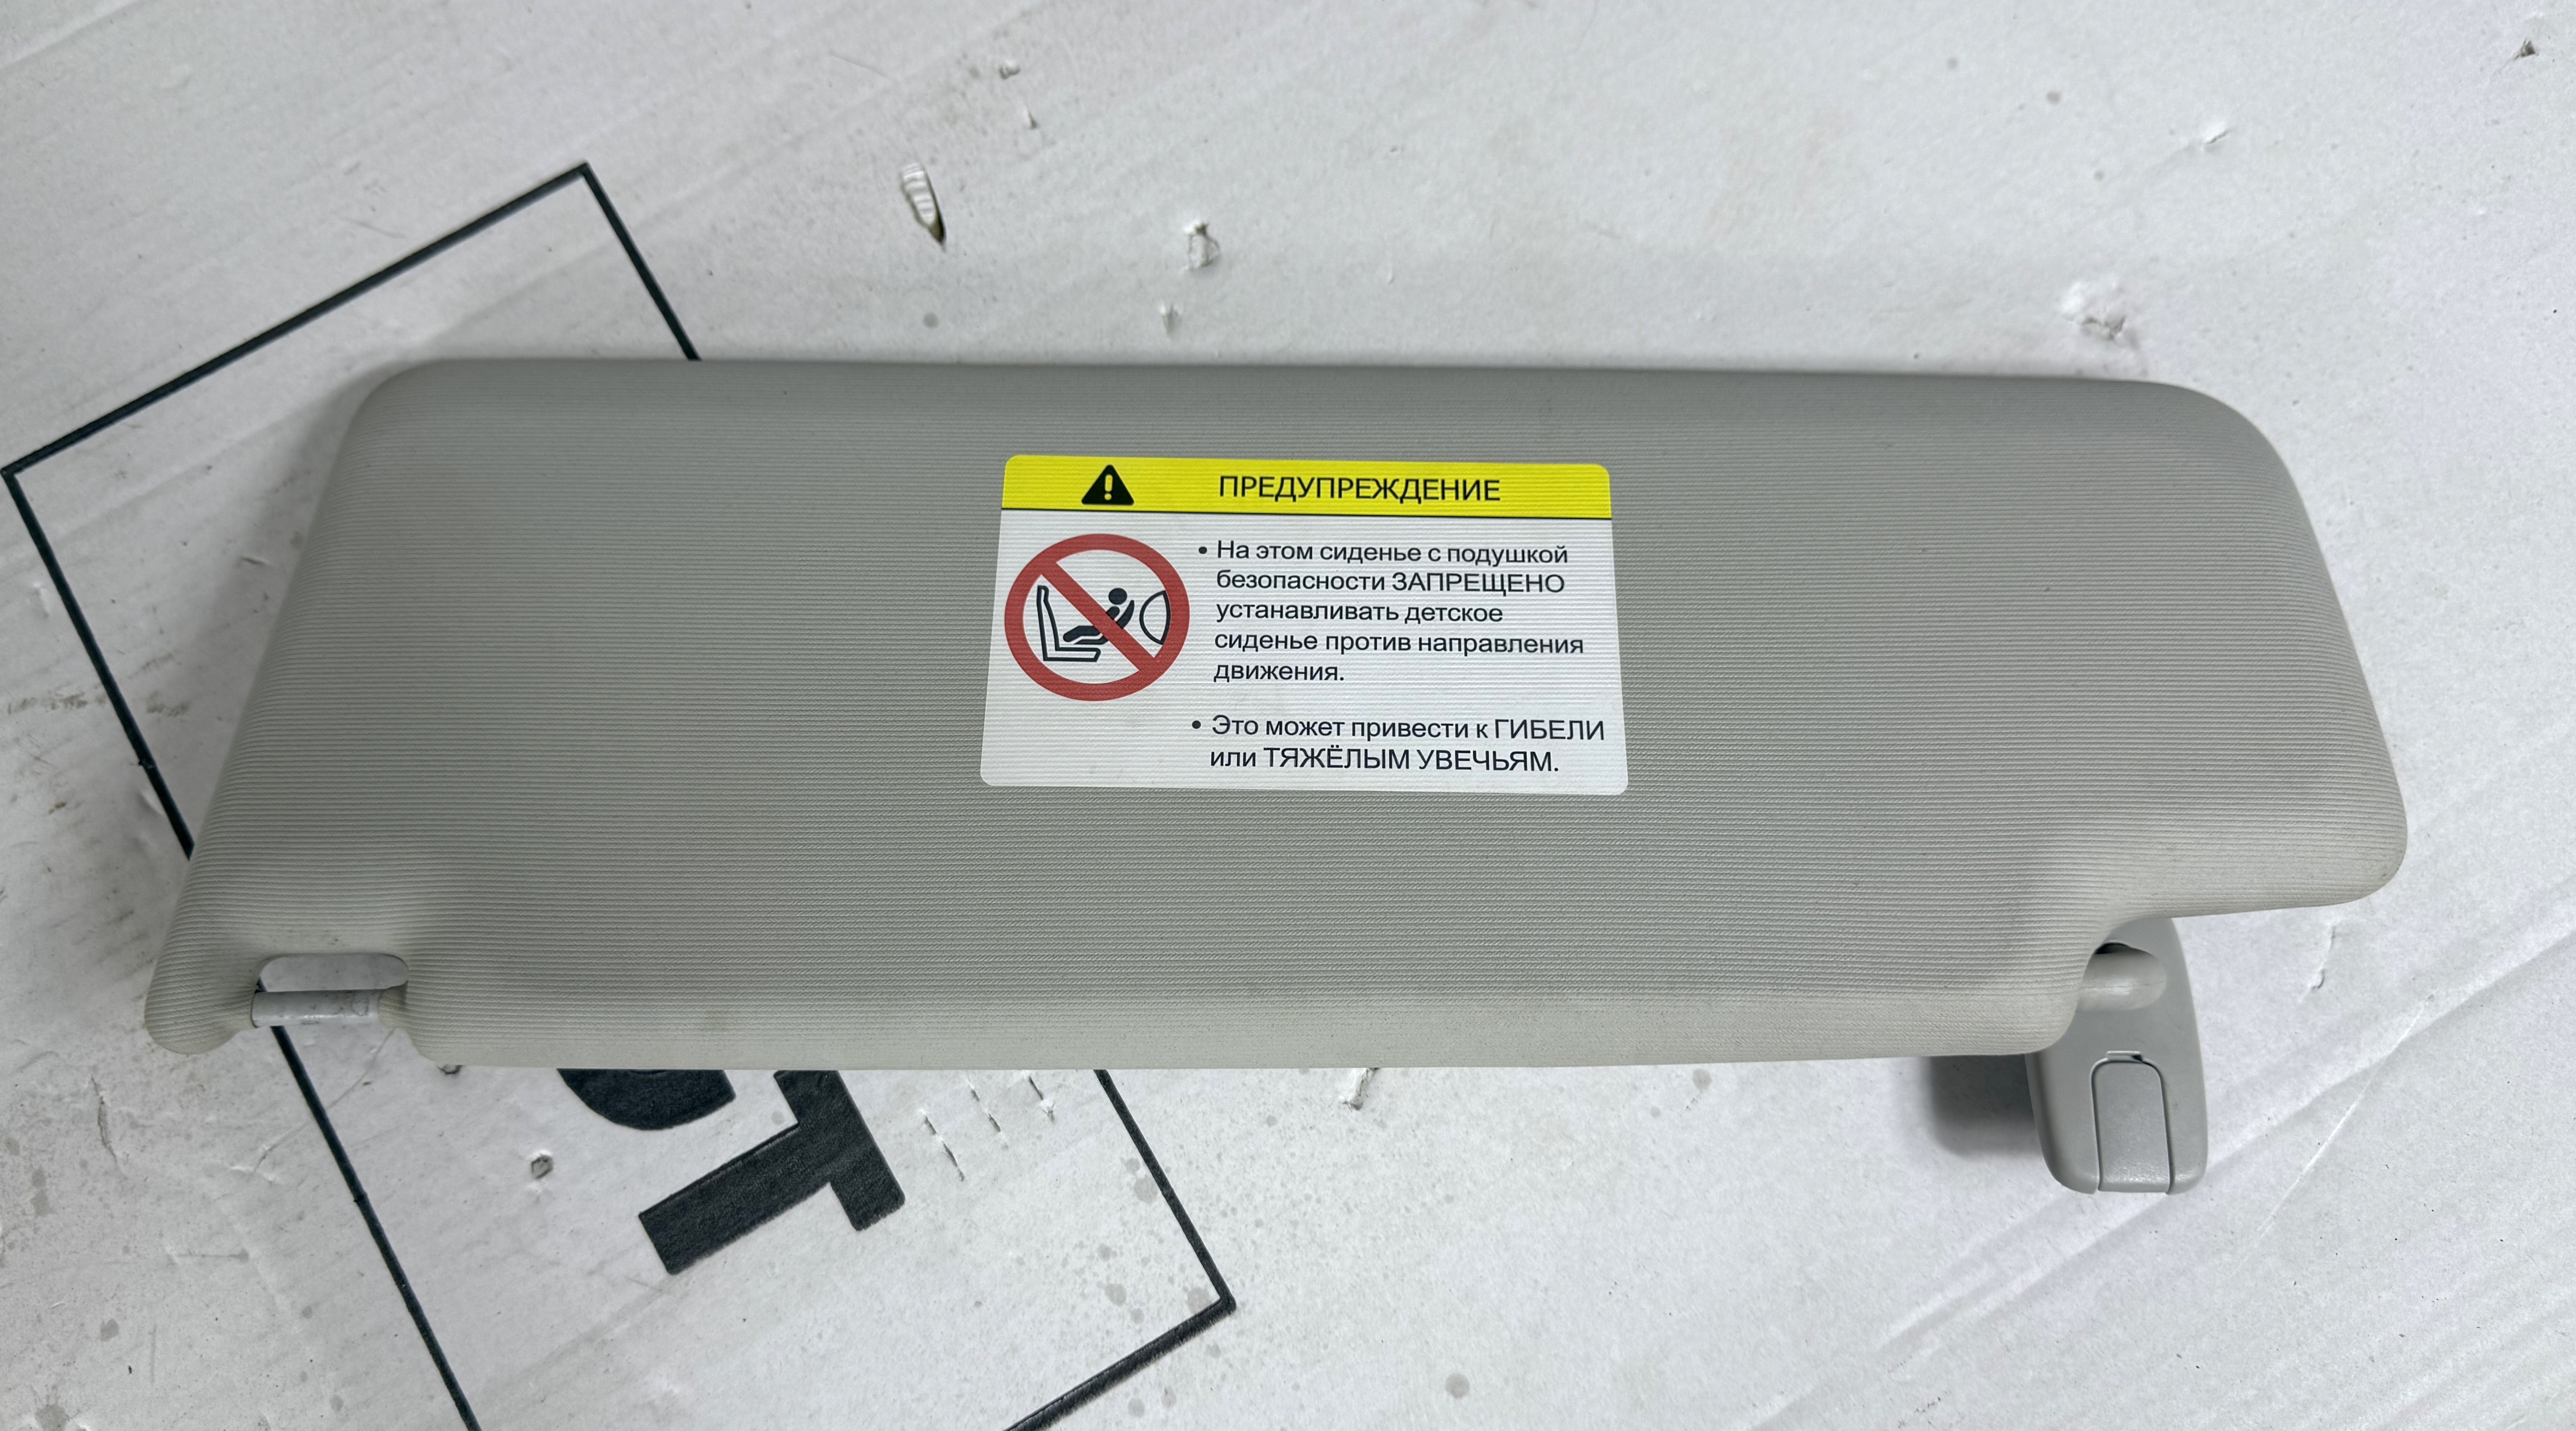 ПРЕДУПРЕЖДЕНИЕ
• На этом сиденье с подушкой
безопасности ЗАПРЕЩЕНО
устанавливать детское
сиденье против направления
движения.
• Это может привести к ГИБЕЛИ
или ТЯЖЁЛЫМ УВЕЧЬЯМ.